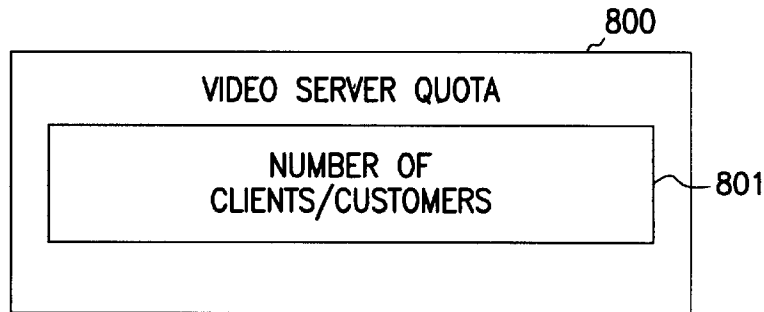 800
VIDEO SERVER QUOTA
NUMBER OF
CLIENTS/CUSTOMERS
801